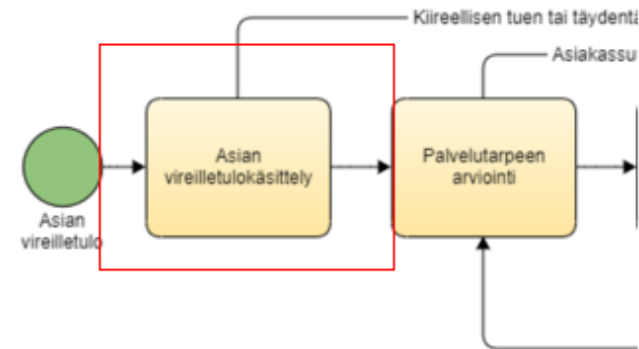 Kiireellisen tuen tai täydentä
Asiakassu
Asian
vireilletulokäsittely
Palvelutarpeen
arviointi
Asian
vireilletulo